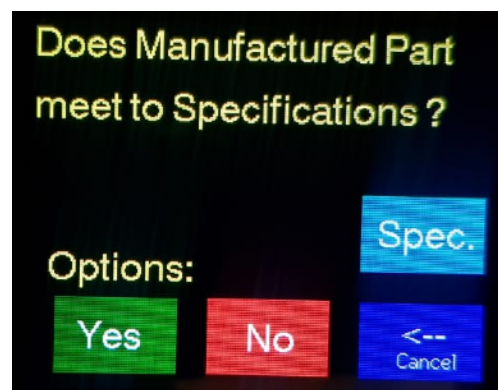 Does Manufactured Part
meet to Specifications ?
Spec.
Options:
Yes
No
<--
Cancel